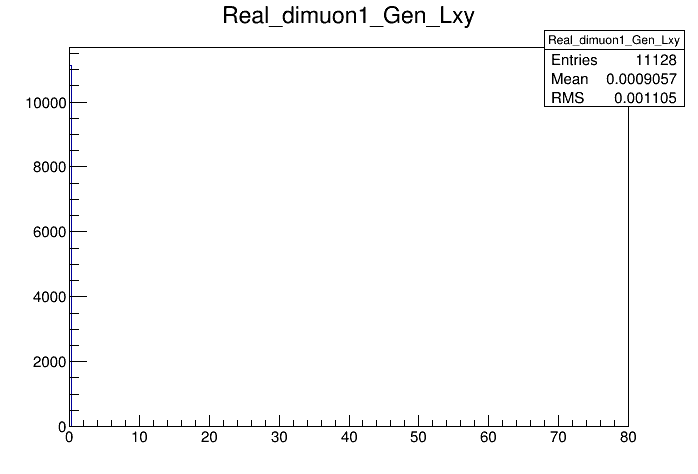 Real_dimuon1_Gen_Lxy
Real_dimuon1_Gen_Lxy
Entries 11128
Mean 0.0009057
RMS 0.001105
10000
8000
6000
4000
2000
0
0 10 20 30 40 50 60 70 80